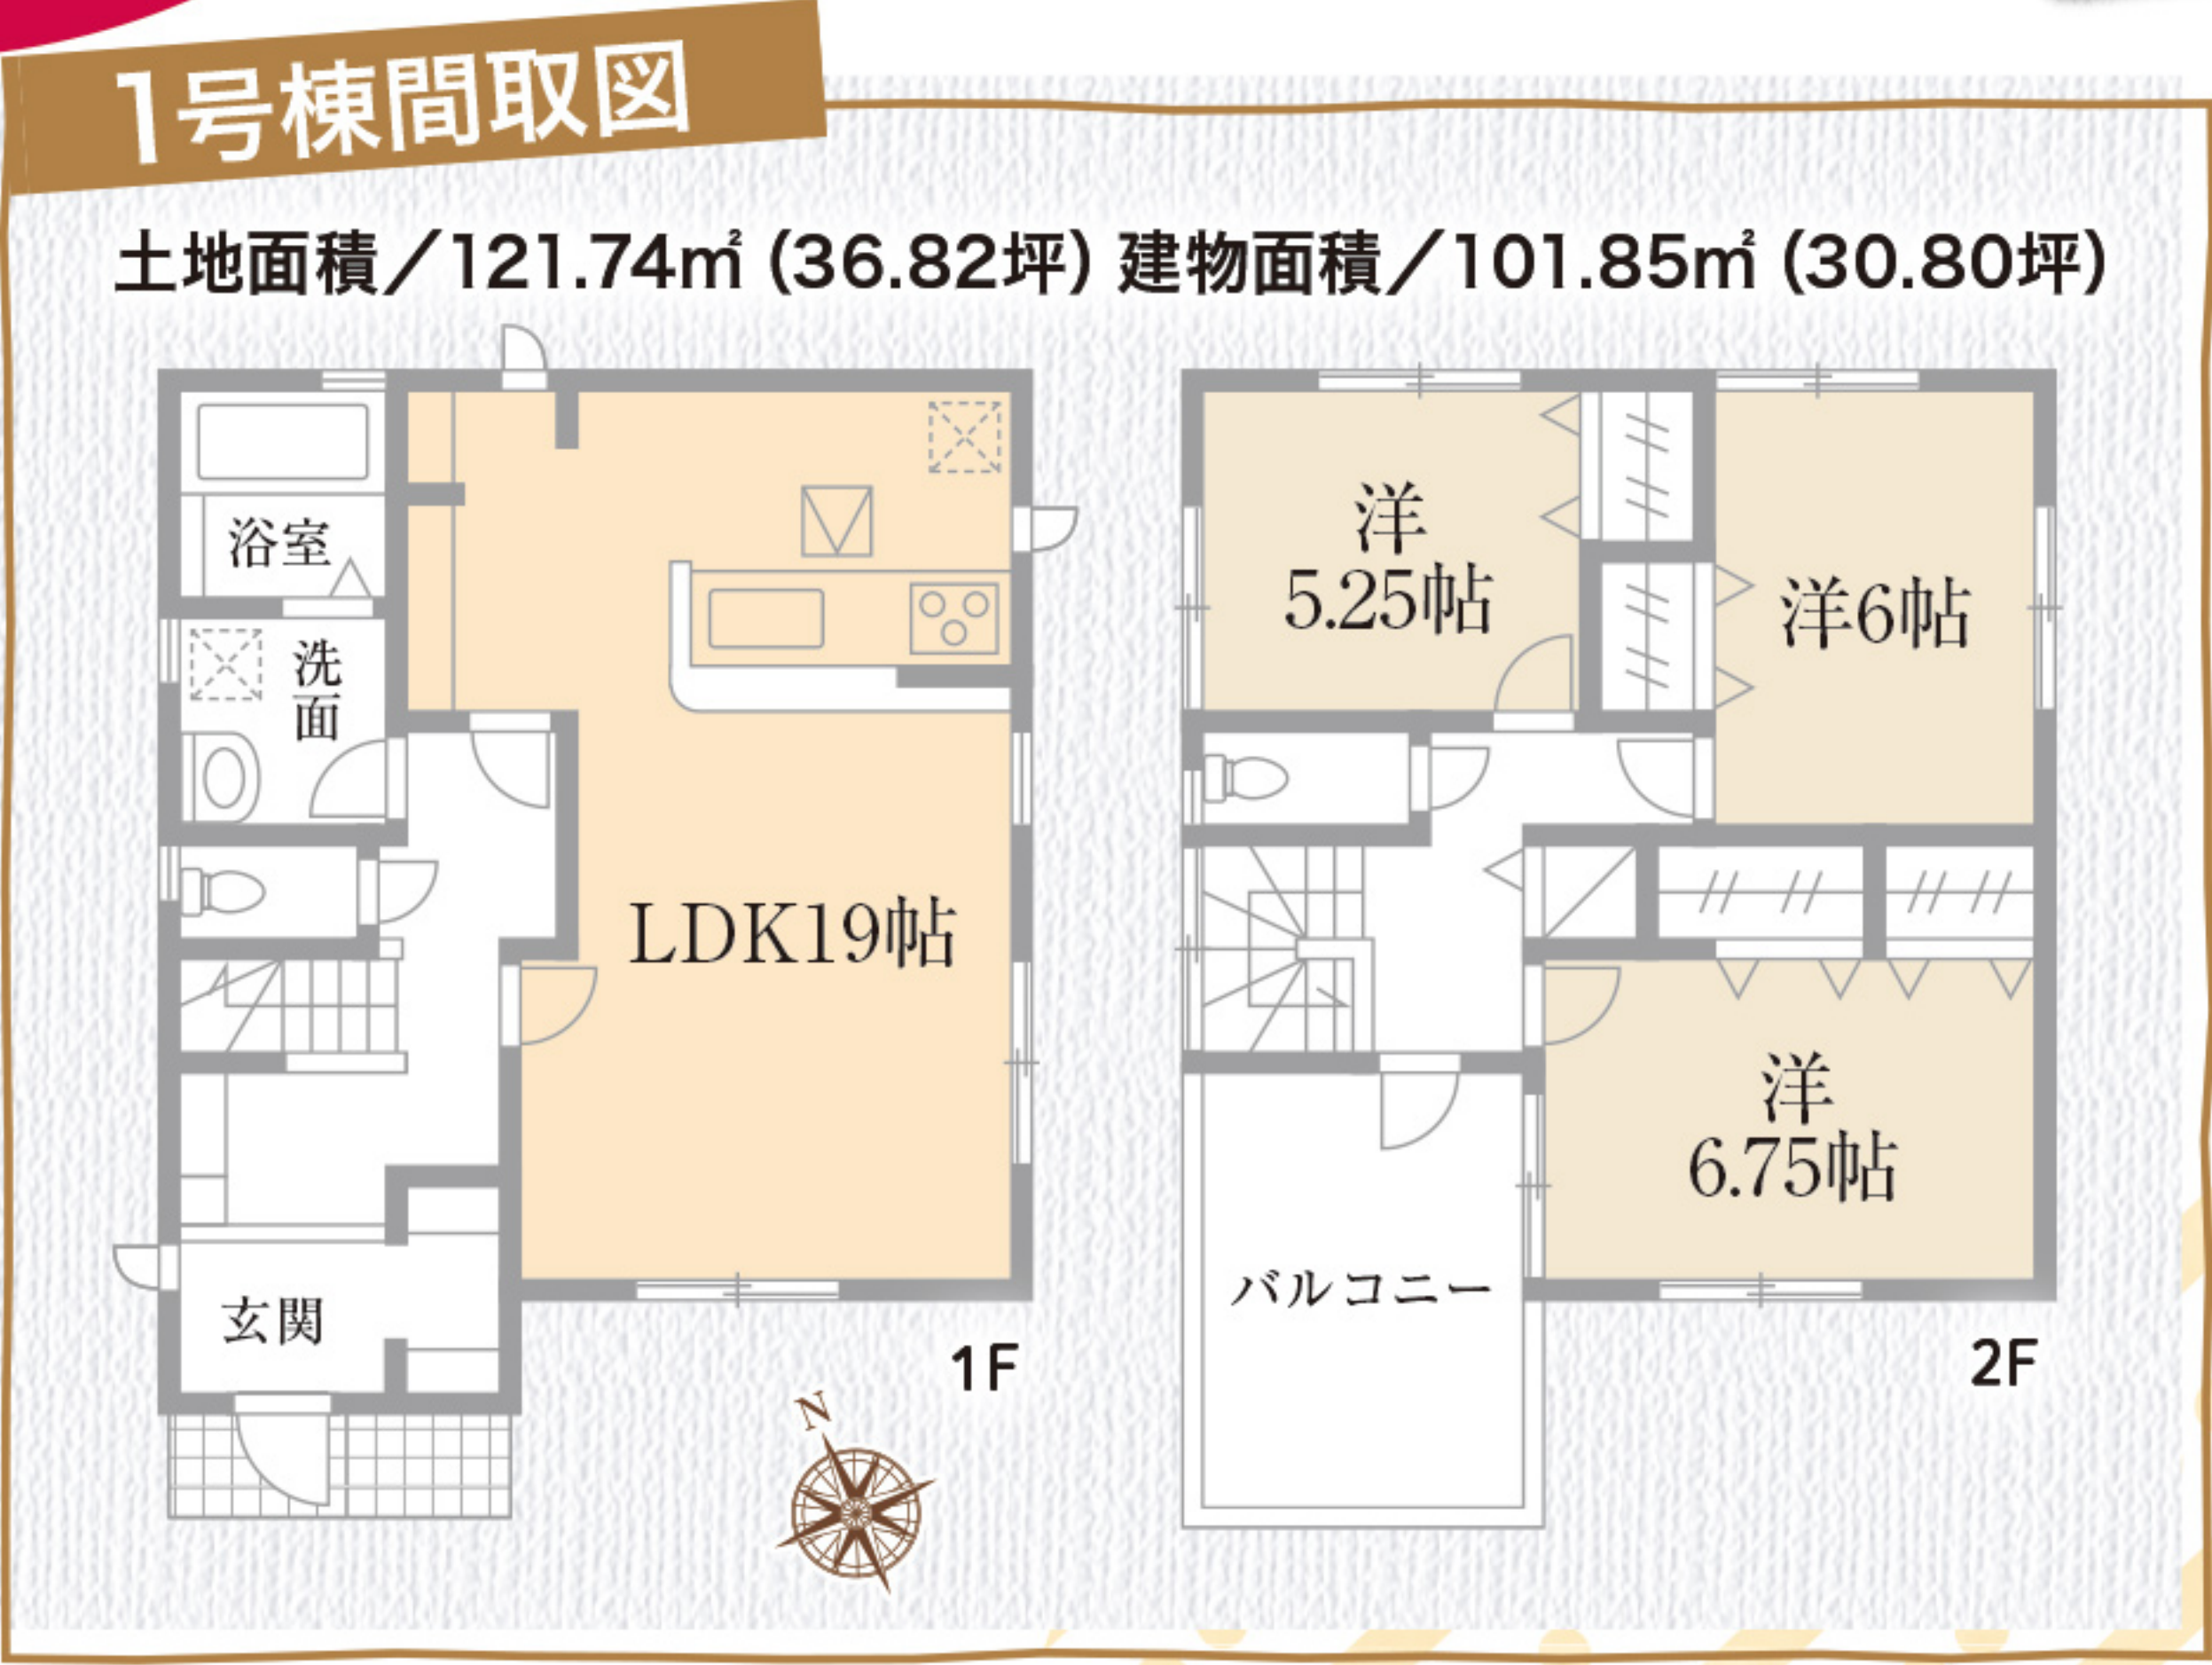 1号棟間取図
土地面積／121.74㎡（36.82坪）建物面積／101.85㎡（30.80坪）
浴室
洗面
LDK19帖
玄関
1F
N
洋
5.25帖
洋6帖
洋
6.75帖
バルコニー
2F